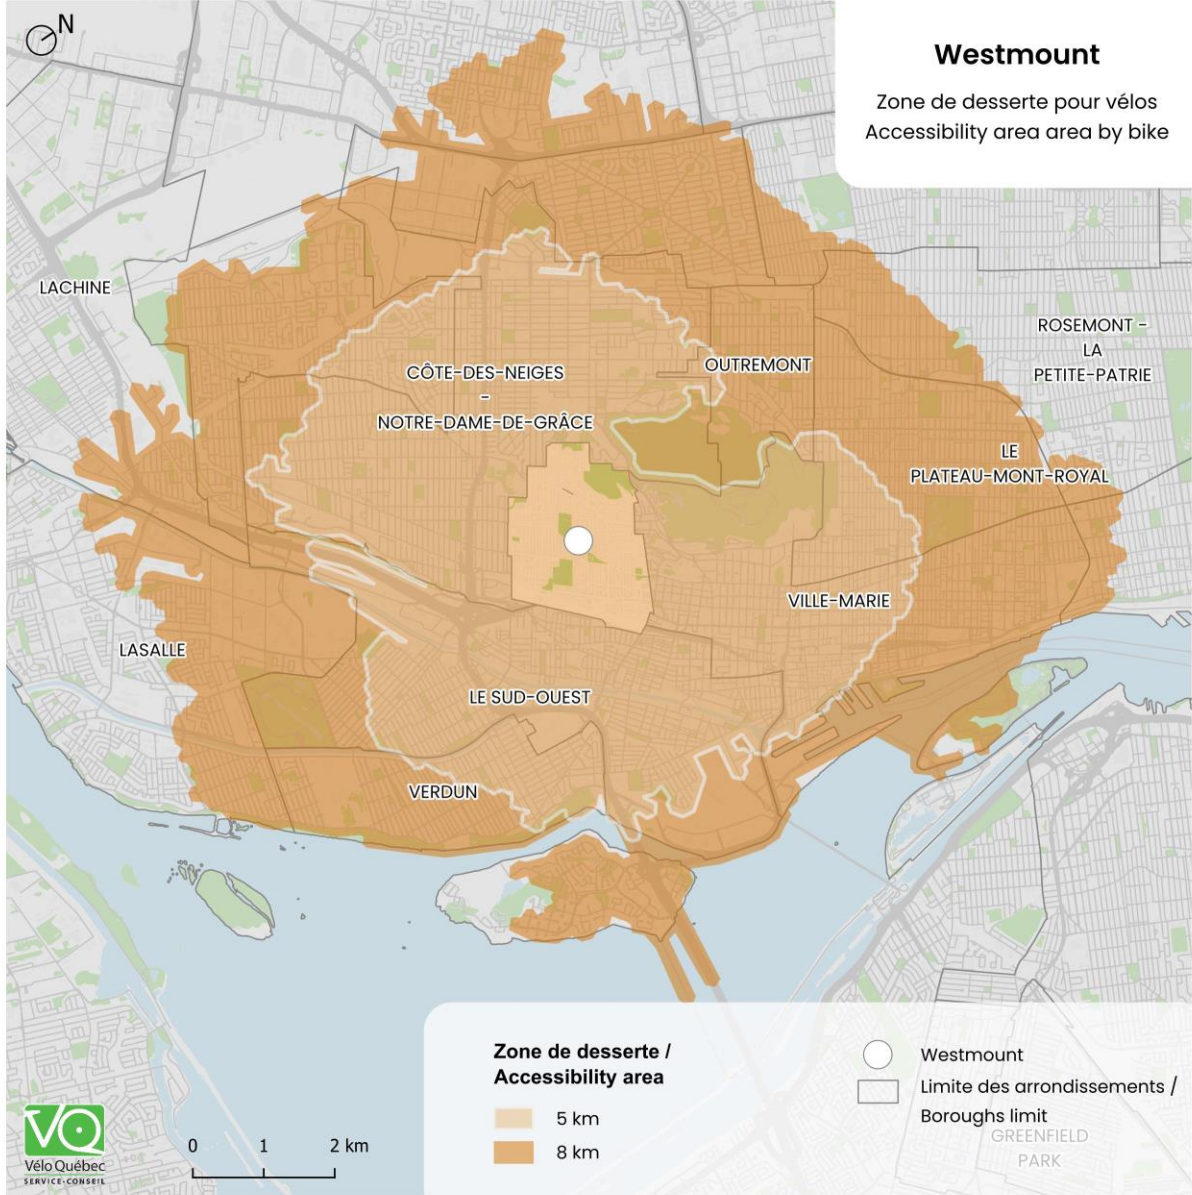 N
Westmount
Zone de desserte pour vélos
Accessibility area area by bike
LACHINE
ROSEMONT -
LA
PETITE-PATRIE
CÔTE-DES-NEIGES
-
NOTRE-DAME-DE-GRÂCE
OUTREMONT
LE
PLATEAU-MONT-ROYAL
VILLE-MARIE
LASALLE
LE SUD-OUEST
VERDUN
Zone de desserte /
Accessibility area
5 km
8 km
Westmount
Limite des arrondissements /
Boroughs limit
GREENFIELD
PARK
VQ
Vélo Québec
SERVICE-CONSEIL
0 1 2 km